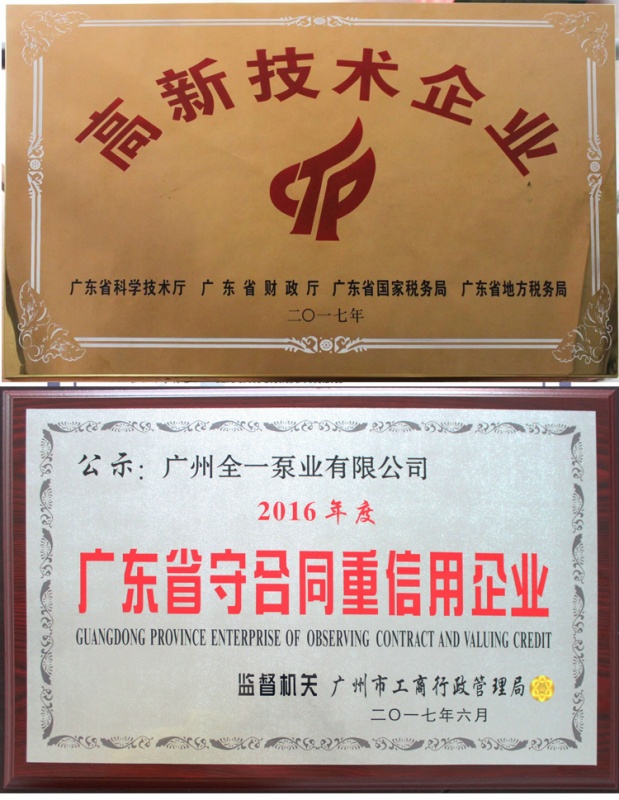 高新技术企业
广东省科学技术厅 广东省财政厅 广东省国家税务局 广东省地方税务局
二〇一七年
公示：广州全一泵业有限公司
2016年度
广东省守合同重信用企业
GUANGDONG PROVINCE ENTERPRISE OF OBSERVING CONTRACT AND VALUING CREDIT
监督机关 广州市工商行政管理局
二〇一七年六月